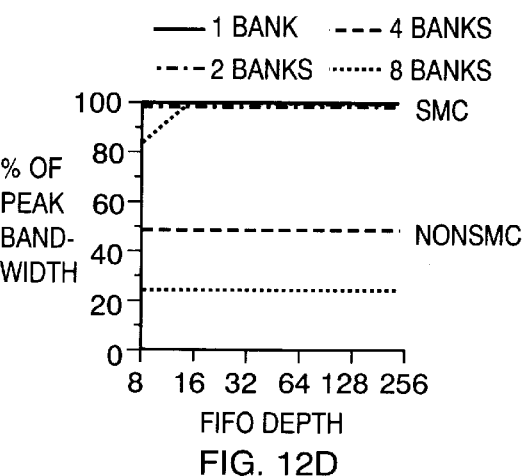 1 BANK 4 BANKS
2 BANKS 8 BANKS
100
80
60
40
20
0
% OF
PEAK
BAND-
WIDTH
SMC
NONSMC
8 16 32 64 128 256
FIFO DEPTH
FIG. 12D